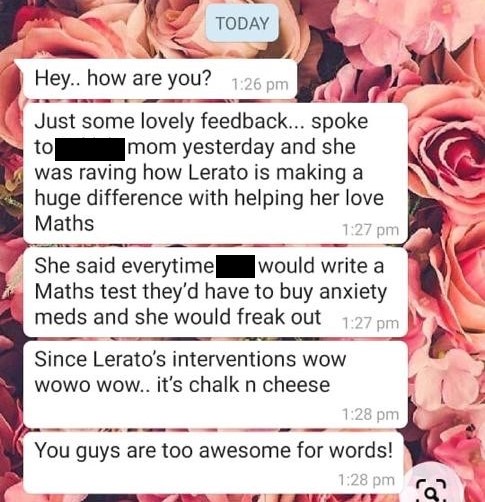 TODAY
Hey.. how are you? 1:26 pm
Just some lovely feedback... spoke
to mom yesterday and she
was raving how Lerato is making a
huge difference with helping her love
Maths
1:27 pm
She said everytime would write a
Maths test they'd have to buy anxiety
meds and she would freak out 1:27 pm
Since Lerato's interventions wow
wowo wow.. it's chalk n cheese
1:28 pm
You guys are too awesome for words!
1:28 pm